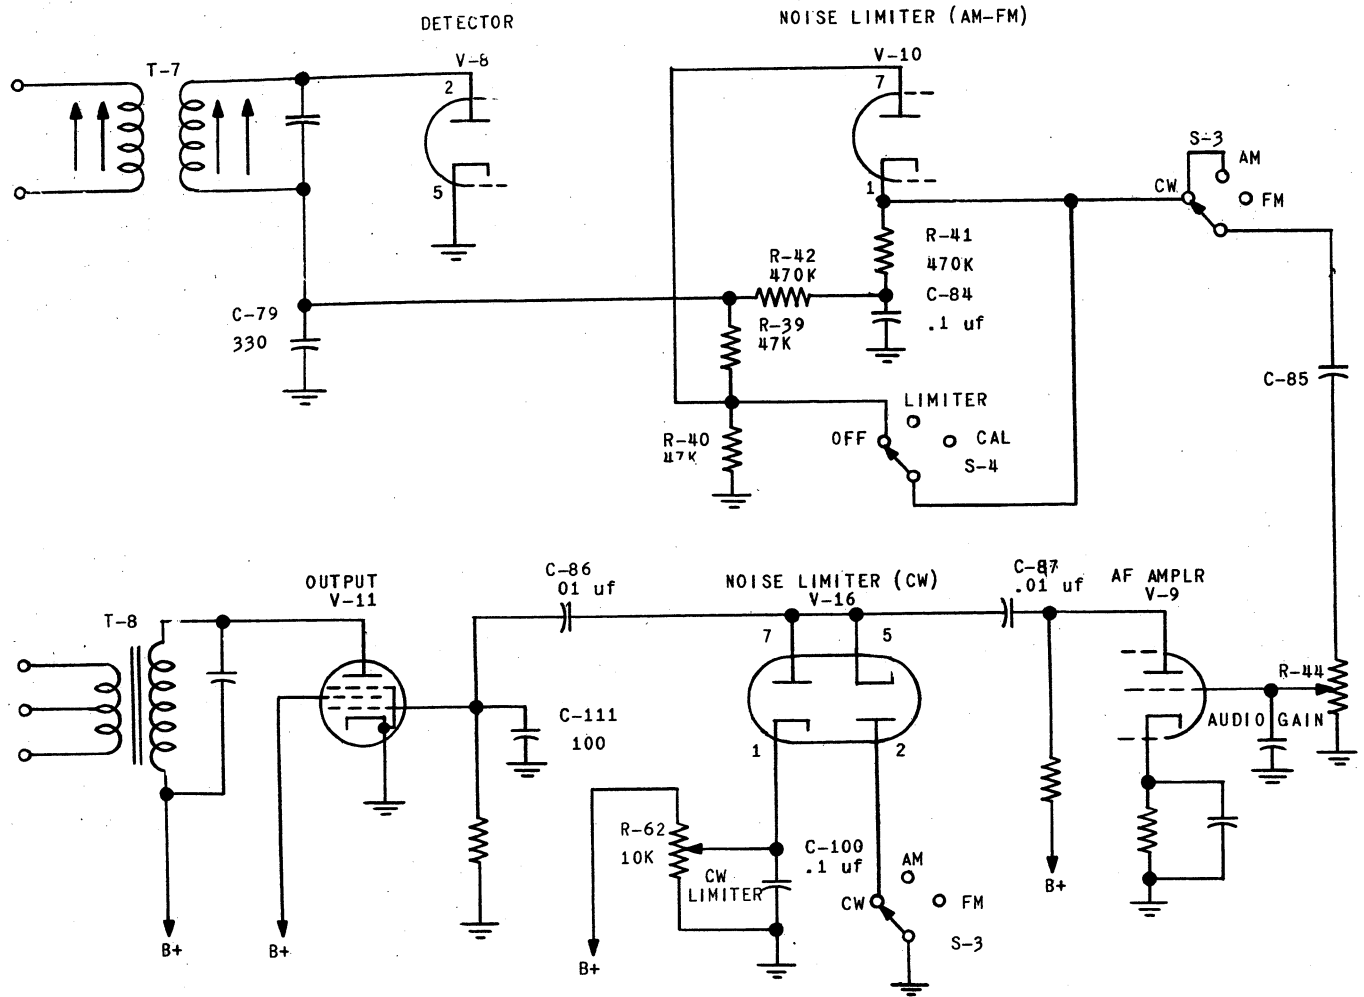 DETECTOR
NOISE LIMITER (AM-FM)
T-7
V-8
2
5
V-10
7
1
S-3
AM
CW
FM
R-42
470K
R-41
470K
C-84
.1 uf
C-79
330
R-39
47K
C-85
LIMITER
OFF
CAL
S-4
R-40
47K
OUTPUT
V-11
C-86
01 uf
NOISE LIMITER (CW)
V-16
C-87
.01 uf
AF AMPLR
V-9
T-8
7
5
R-44
AUDIO GAIN
C-111
100
1
2
R-62
10K
CW
LIMITER
C-100
.1 uf
AM
CW
FM
S-3
B+
B+
B+
B+